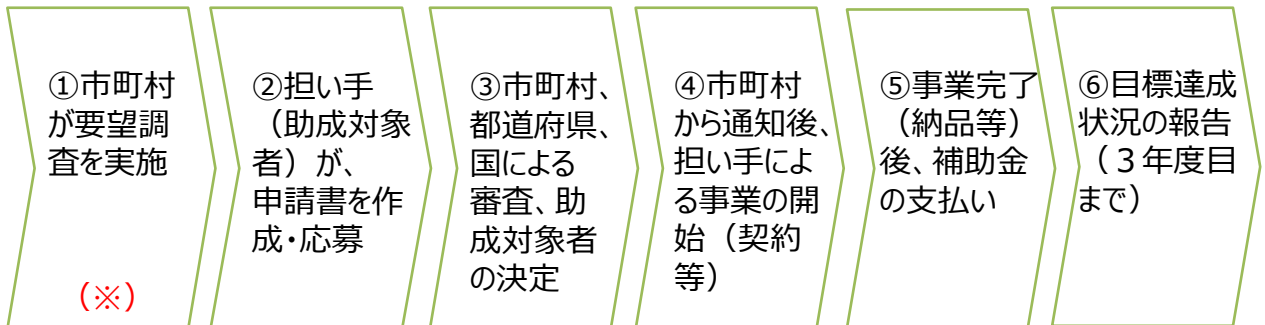 ①市町村
が要望調
査を実施
（※）
②担い手
（助成対象
者）が、
申請書を作
成・応募
③市町村、
都道府県、
国による
審査、助
成対象者
の決定
④市町村
から通知後、
担い手によ
る事業の開
始（契約
等）
⑤事業完了
（納品等）
後、補助金
の支払い
⑥目標達成
状況の報告
（３年度目
まで）